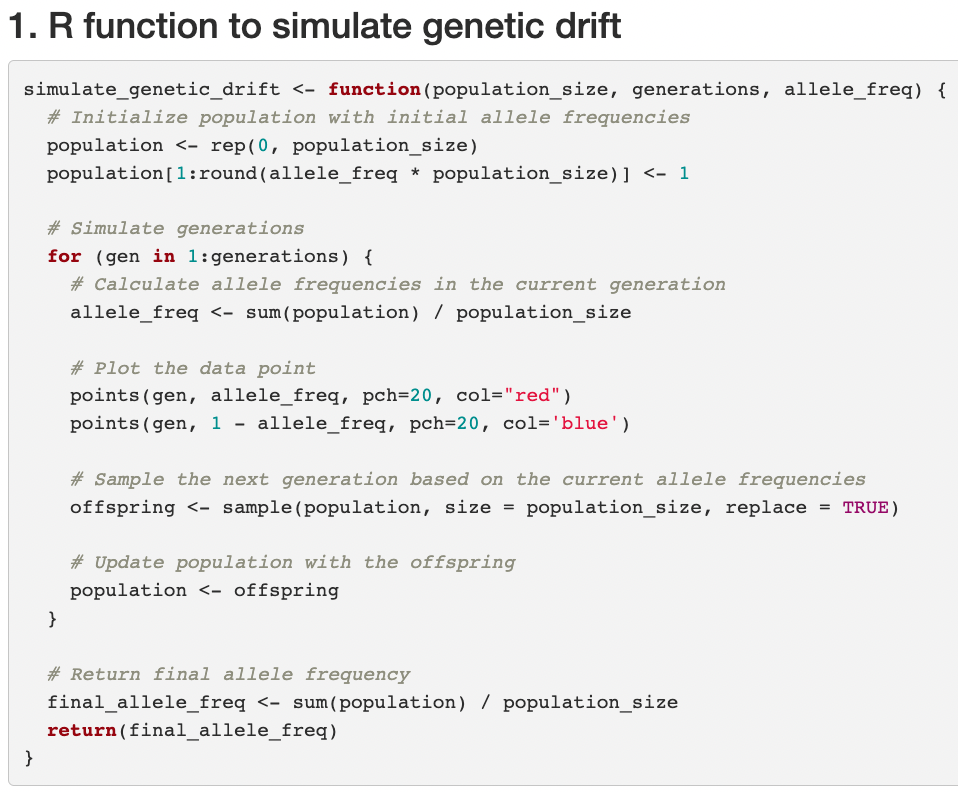 1. R function to simulate genetic drift
simulate_genetic_drift <- function(population_size, generations, allele_freq) {
  # Initialize population with initial allele frequencies
  population <- rep(0, population_size)
  population[1:round(allele_freq * population_size)] <- 1

  # Simulate generations
  for (gen in 1:generations) {
    # Calculate allele frequencies in the current generation
    allele_freq <- sum(population) / population_size

    # Plot the data point
    points(gen, allele_freq, pch=20, col="red")
    points(gen, 1 - allele_freq, pch=20, col='blue')

    # Sample the next generation based on the current allele frequencies
    offspring <- sample(population, size = population_size, replace = TRUE)

    # Update population with the offspring
    population <- offspring
  }

  # Return final allele frequency
  final_allele_freq <- sum(population) / population_size
  return(final_allele_freq)
}